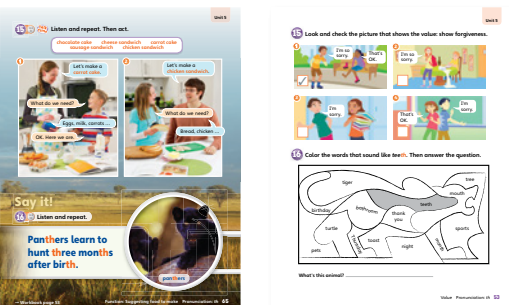 Unit 5
15 Listen and repeat. Then act.
chocolate cake cheese sandwich carrot cake
sausage sandwich chicken sandwich
1
Let's make a
carrot cake.
What do we need?
Eggs, milk, carrots ...
OK. Here we are.
2
Let's make a
chicken sandwich.
What do we need?
Bread, chicken ...
Say it!
16 Listen and repeat.
Panthers learn to
hunt three months
after birth.
panthers
Workbook page 53
Function: Suggesting food to make Pronunciation: th 65
Unit 5
15 Look and check the picture that shows the value: show forgiveness.
1
I'm so
sorry.
That's
OK.
2
I'm
sorry.
3
I'm
sorry.
4
That's
OK.
I'm
sorry.
16 Color the words that sound like teeth. Then answer the question.
tiger
tree
mouth
birthday
bathroom
teeth
thank
you
turtle
sports
Thursday
toast
night
month
pets
What's this animal?
Value Pronunciation: th 53